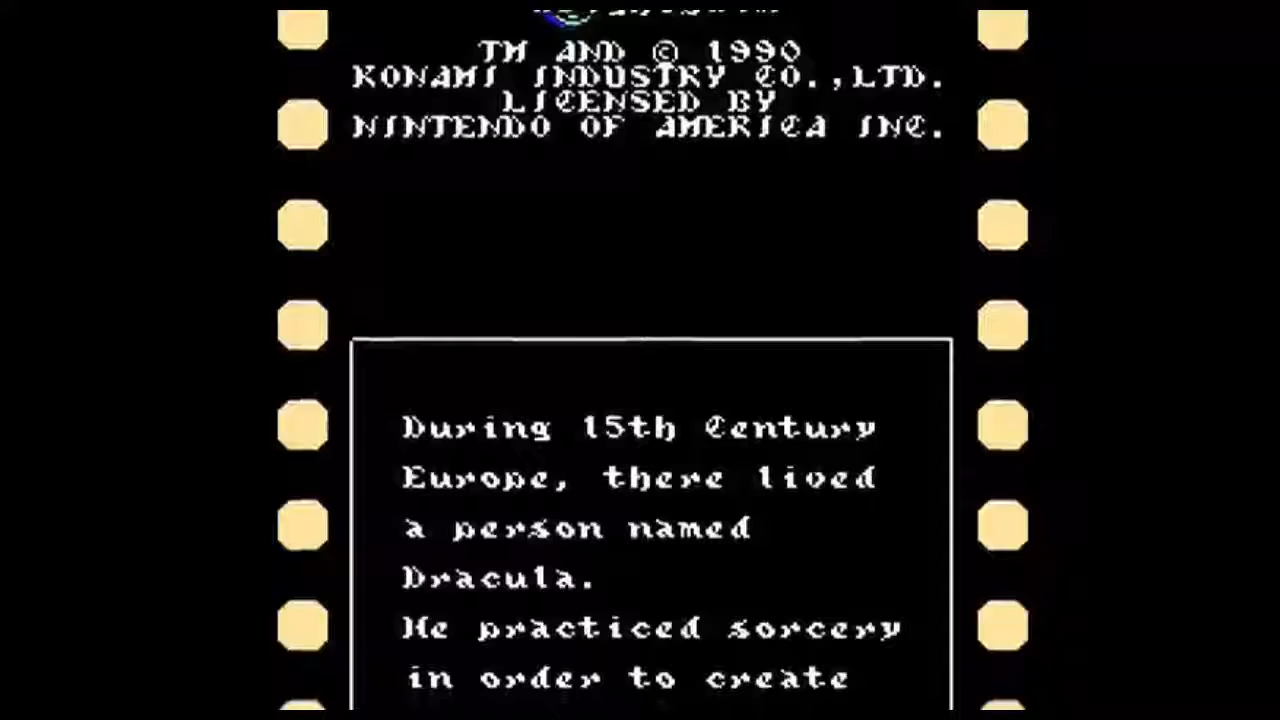 TM AND © 1990
KONAMI INDUSTRY CO.,LTD.
LICENSED BY
NINTENDO OF AMERICA INC.
During 15th Century
Europe, there lived
a person named
Dracula.
He practiced sorcery
in order to create